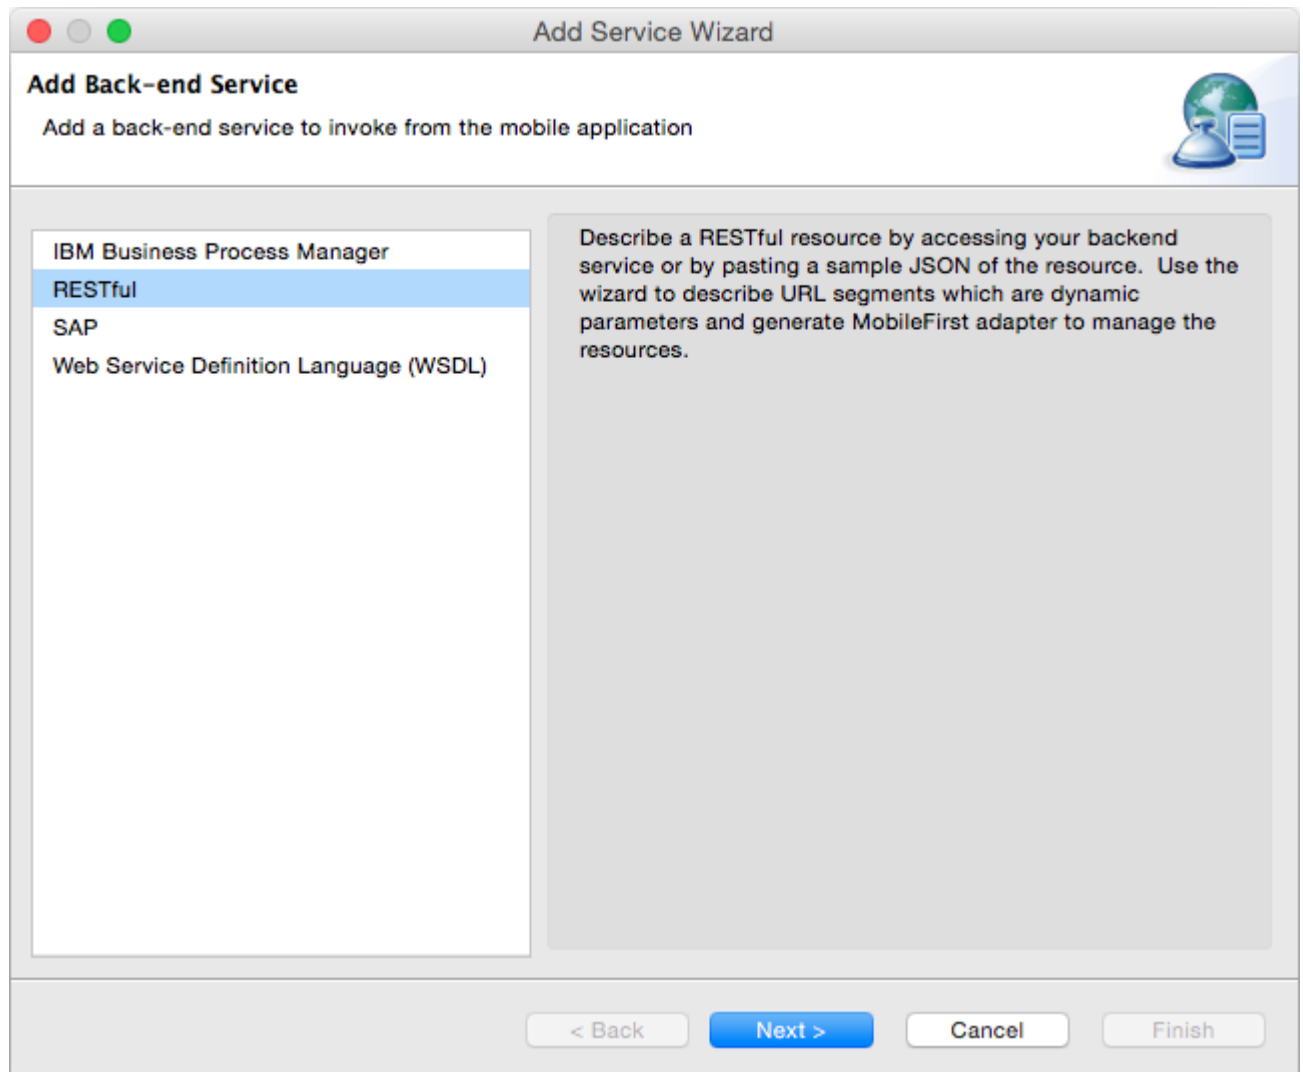 Add Service Wizard
Add Back-end Service
Add a back-end service to invoke from the mobile application
IBM Business Process Manager
RESTful
SAP
Web Service Definition Language (WSDL)
Describe a RESTful resource by accessing your backend
service or by pasting a sample JSON of the resource.  Use the
wizard to describe URL segments which are dynamic
parameters and generate MobileFirst adapter to manage the
resources.
< Back
Next >
Cancel
Finish